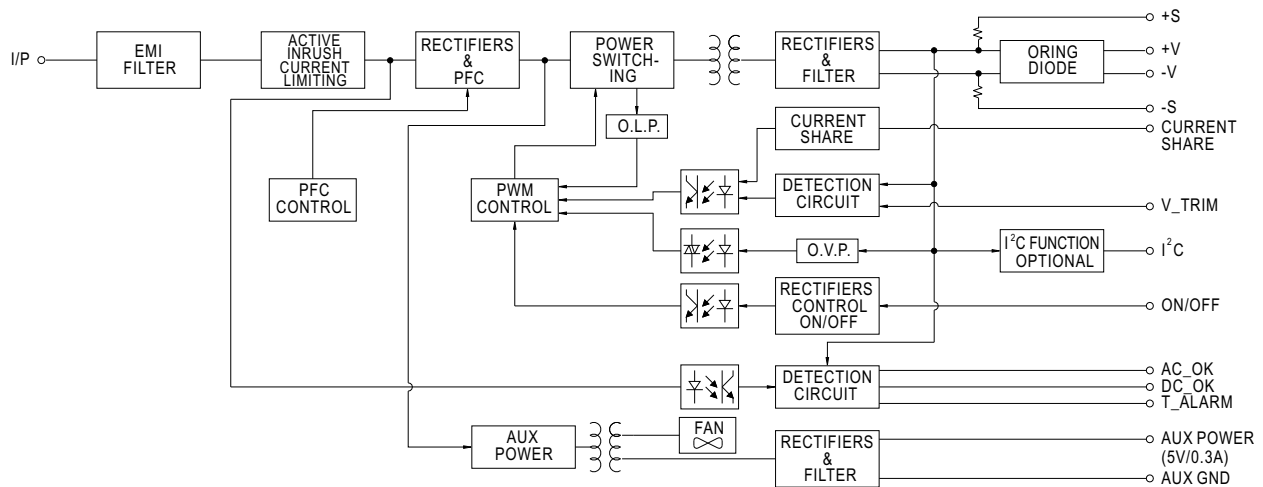 I/P
EMI
FILTER
ACTIVE
INRUSH
CURRENT
LIMITING
RECTIFIERS
&
PFC
POWER
SWITCH-
ING
RECTIFIERS
&
FILTER
ORING
DIODE
+S
+V
-V
-S
O.L.P.
CURRENT
SHARE
CURRENT
SHARE
PFC
CONTROL
PWM
CONTROL
DETECTION
CIRCUIT
V_TRIM
O.V.P.
I²C FUNCTION
OPTIONAL
I²C
RECTIFIERS
CONTROL
ON/OFF
ON/OFF
DETECTION
CIRCUIT
AC_OK
DC_OK
T_ALARM
AUX
POWER
FAN
RECTIFIERS
&
FILTER
AUX POWER
(5V/0.3A)
AUX GND